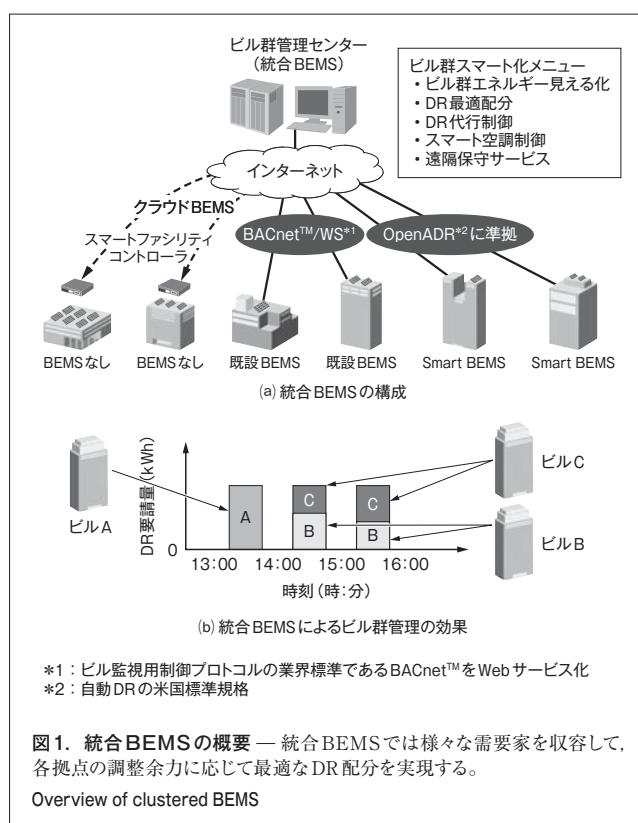 ビル群管理センター
（統合BEMS）
ビル群スマート化メニュー
・ビル群エネルギー見える化
・DR最適配分
・DR代行制御
・スマート空調制御
・遠隔保守サービス
インターネット
クラウドBEMS
スマートファシリティ
コントローラ
BACnet™/WS*1
OpenADR*2に準拠
BEMSなし
BEMSなし
既設BEMS
既設BEMS
Smart BEMS
Smart BEMS
(a) 統合BEMSの構成
ビルA
DR要請量（kWh）
0
A
C
B
C
B
13:00 14:00 15:00 16:00
時刻（時：分）
ビルC
ビルB
(b) 統合BEMSによるビル群管理の効果
*1：ビル監視用制御プロトコルの業界標準であるBACnet™をWebサービス化
*2：自動DRの米国標準規格
図1. 統合BEMSの概要 ― 統合BEMSでは様々な需要家を収容して，
各拠点の調整余力に応じて最適なDR配分を実現する。
Overview of clustered BEMS